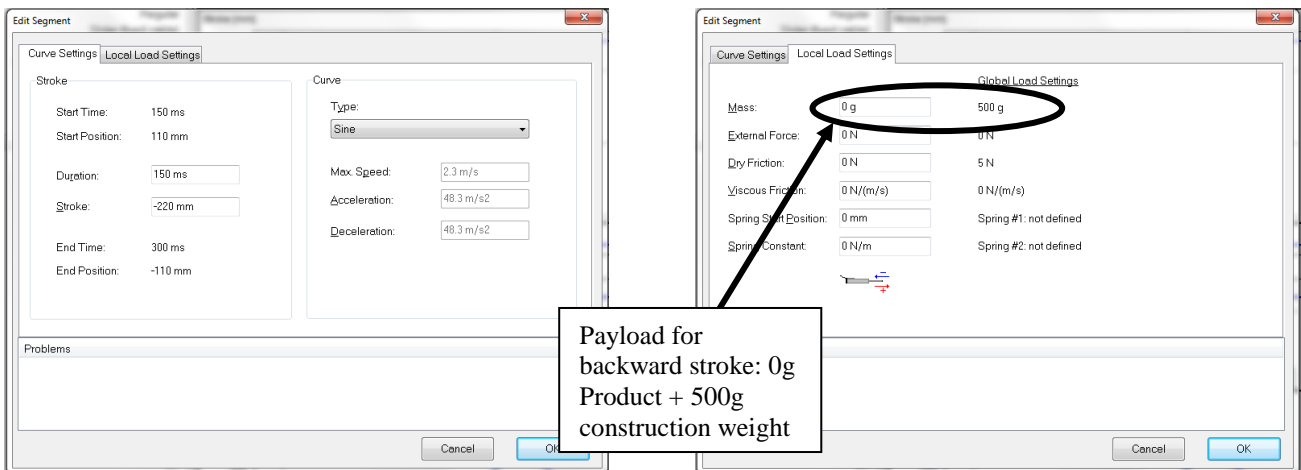 Edit Segment
Curve Settings Local Load Settings
Stroke
Start Time: 150 ms
Start Position: 110 mm
Duration: 150 ms
Stroke: -220 mm
End Time: 300 ms
End Position: -110 mm
Curve
Type:
Sine
Max. Speed: 2.3 m/s
Acceleration: 48.3 m/s2
Deceleration: 48.3 m/s2
Problems
Cancel OK
Edit Segment
Curve Settings Local Load Settings
Global Load Settings
Mass: 0 g 500 g
External Force: 0 N 0 N
Dry Friction: 0 N 5 N
Viscous Friction: 0 N/(m/s) 0 N/(m/s)
Spring Start Position: 0 mm Spring #1: not defined
Spring Constant: 0 N/m Spring #2: not defined
Cancel OK
Payload for
backward stroke: 0g
Product + 500g
construction weight